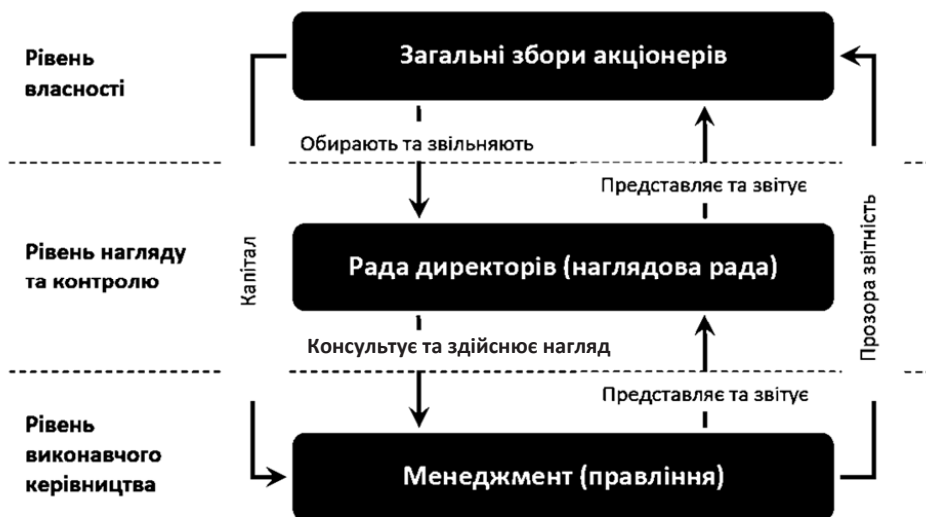 Рівень
власності
Загальні збори акціонерів
Обирають та звільняють
Представляє та звітує
Рівень нагляду
та контролю
Капітал
Рада директорів (наглядова рада)
Прозора звітність
Консультує та здійснює нагляд
Представляє та звітує
Рівень
виконавчого
керівництва
Менеджмент (правління)